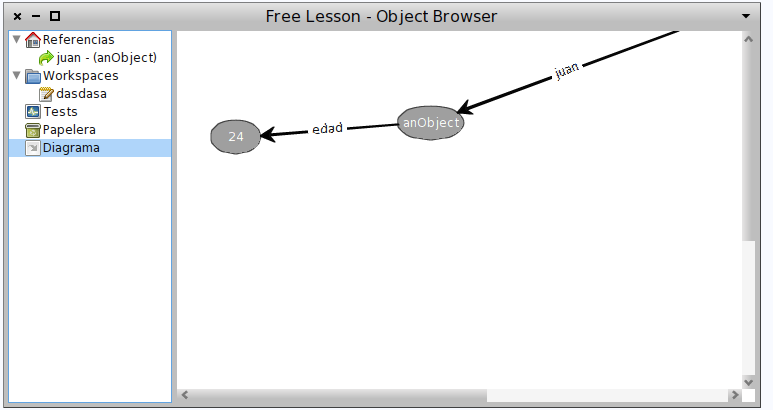 Free Lesson - Object Browser
Referencias
juan - (anObject)
Workspaces
dasdasa
Tests
Papelera
Diagrama
juan
anObject
edad
24